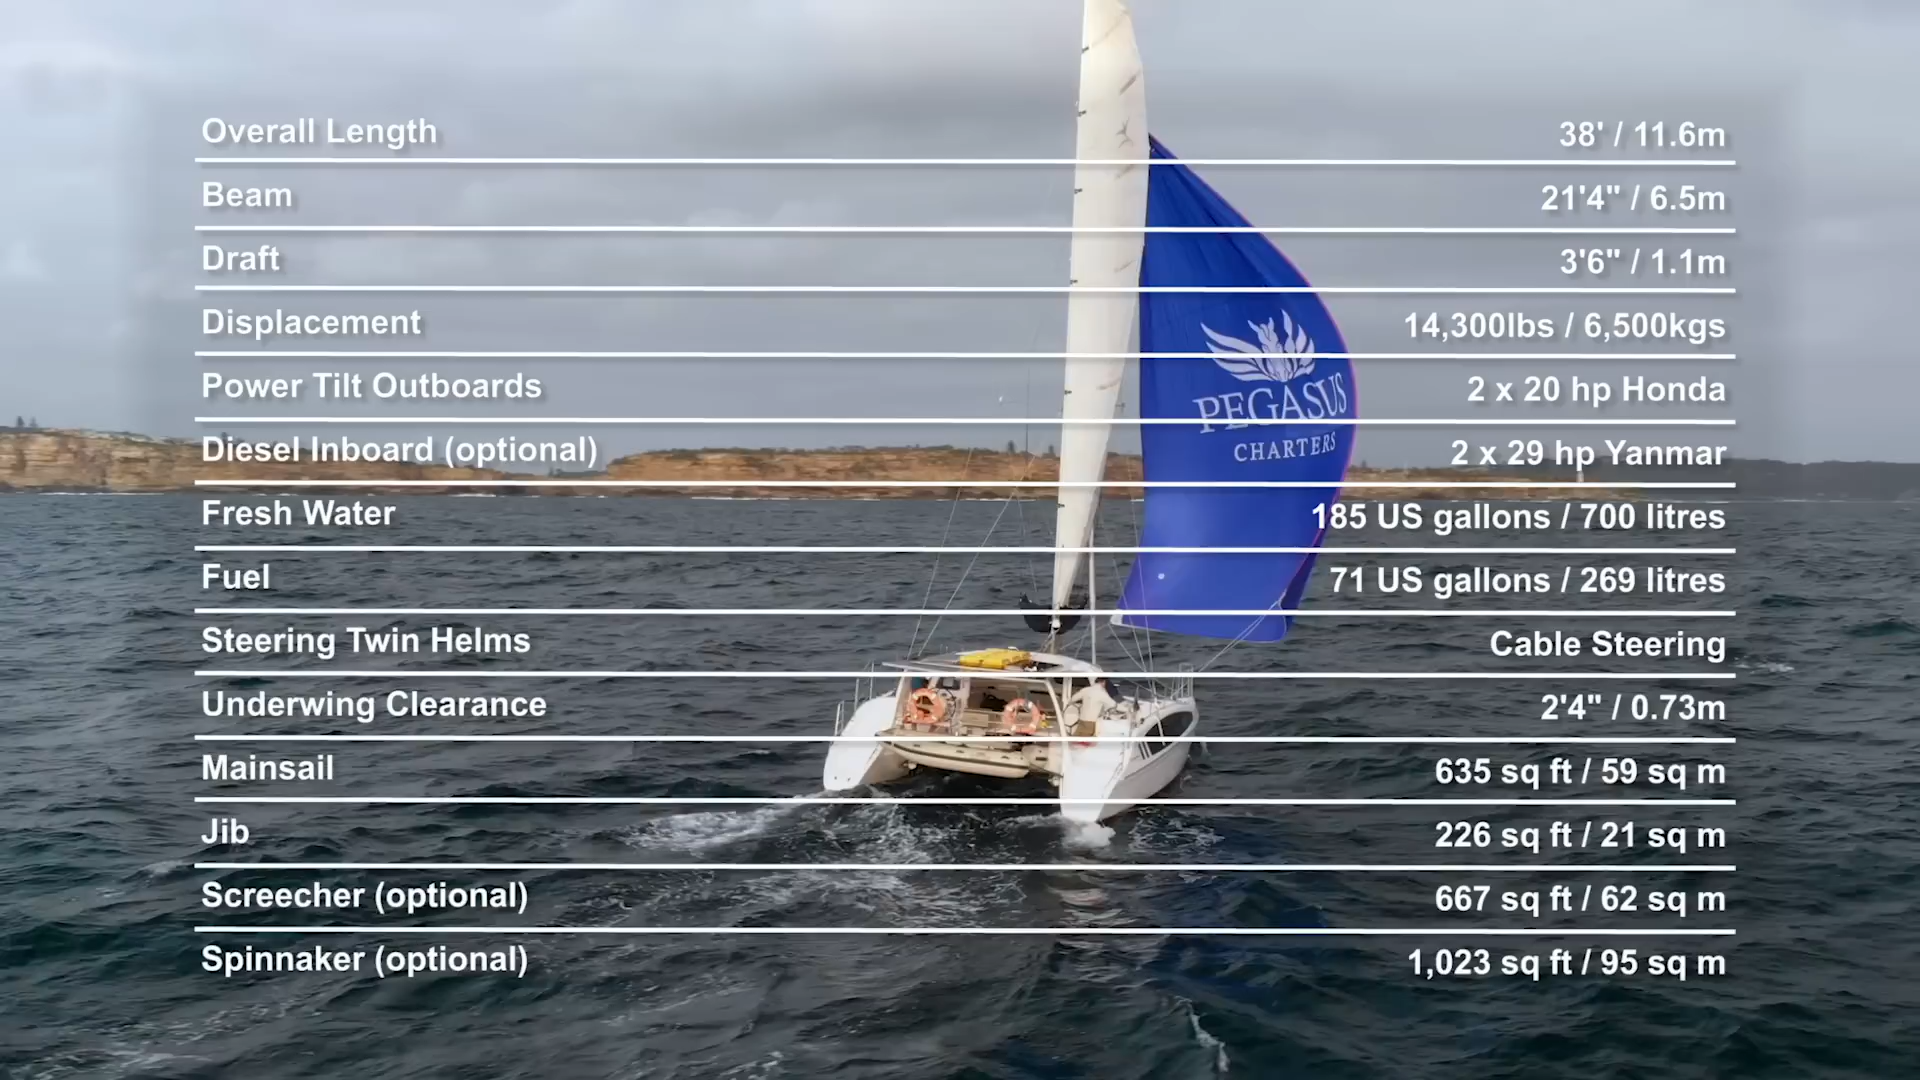 Overall Length 38' / 11.6m
Beam 21'4" / 6.5m
Draft 3'6" / 1.1m
Displacement 14,300lbs / 6,500kgs
Power Tilt Outboards 2 x 20 hp Honda
PEGASUS
CHARTERS
Diesel Inboard (optional) 2 x 29 hp Yanmar
Fresh Water 185 US gallons / 700 litres
Fuel 71 US gallons / 269 litres
Steering Twin Helms Cable Steering
Underwing Clearance 2'4" / 0.73m
Mainsail 635 sq ft / 59 sq m
Jib 226 sq ft / 21 sq m
Screecher (optional) 667 sq ft / 62 sq m
Spinnaker (optional) 1,023 sq ft / 95 sq m